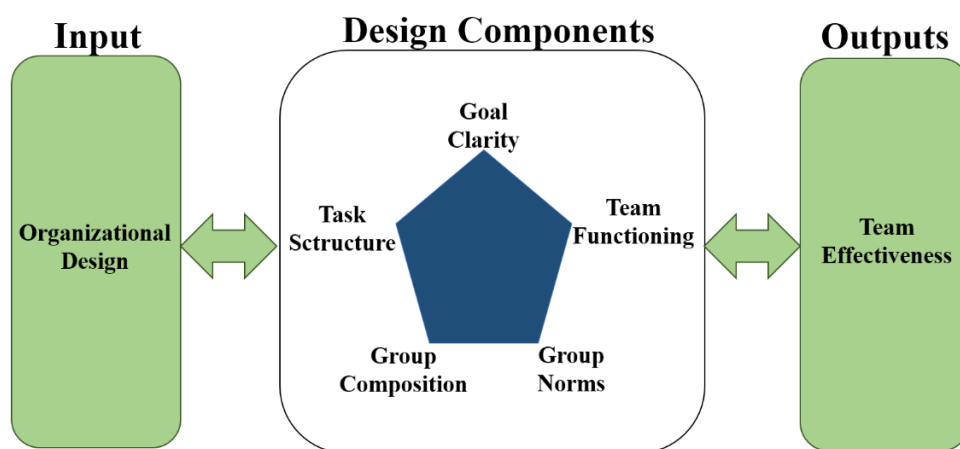 Input
Design Components
Outputs
Goal
Clarity
Task
Sctructure
Team
Functioning
Organizational
Design
Team
Effectiveness
Group
Composition
Group
Norms